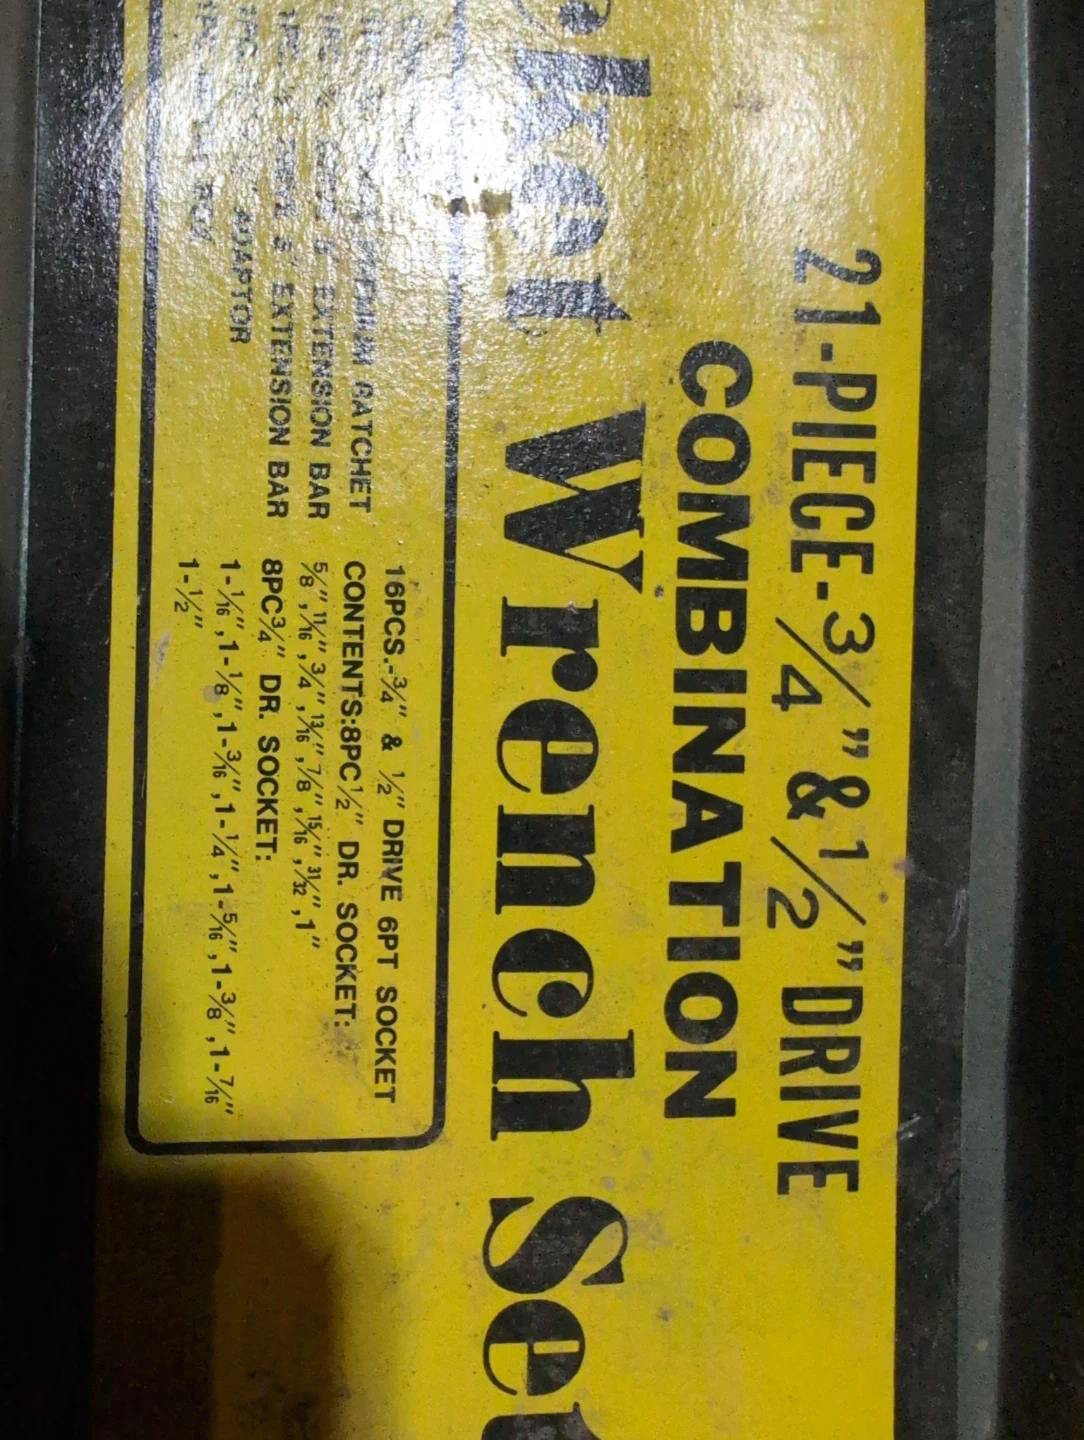 21-PIECE-3/4"&1/2"DRIVE
COMBINATION
Wrench Set
GATCHET
EXTENSION BAR
EXTENSION BAR
ADAPTOR
16PCS.-3/4" & 1/2" DRIVE 6PT SOCKET
CONTENTS:8PC1/2" DR. SOCKET:
5/8",11/16",3/4",13/16",7/8",15/16",31/32",1"
8PC3/4" DR. SOCKET:
1-1/16",1-1/8",1-3/16",1-1/4",1-5/16",1-3/8",1-7/16"
1-1/2"